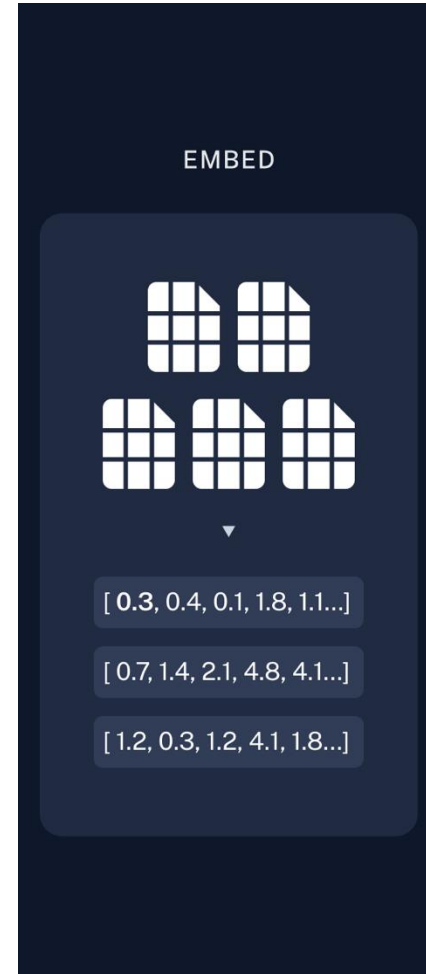 EMBED
[ 0.3, 0.4, 0.1, 1.8, 1.1...]
[ 0.7, 1.4, 2.1, 4.8, 4.1...]
[ 1.2, 0.3, 1.2, 4.1, 1.8...]